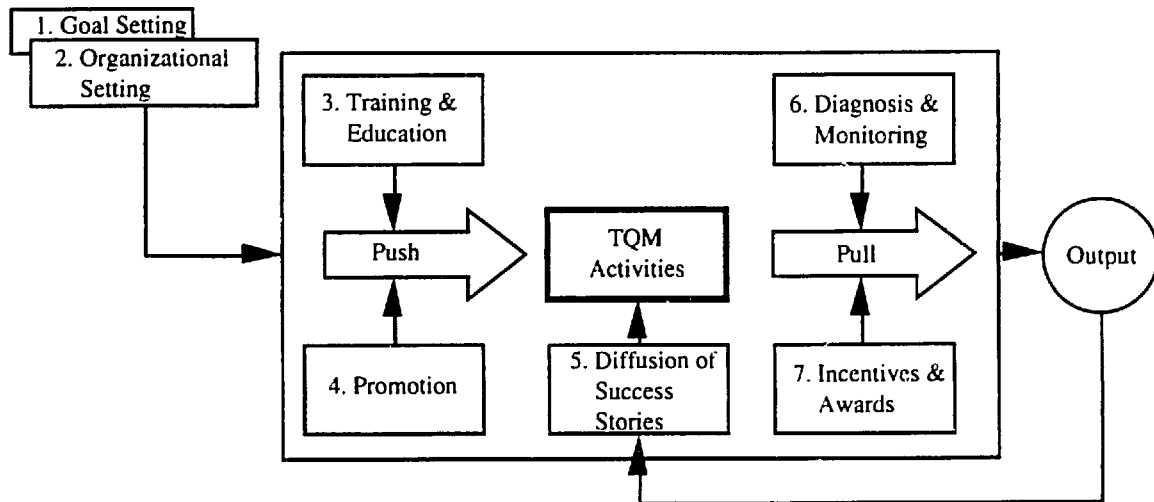 1. Goal Setting
2. Organizational
Setting
3. Training &
Education
Push
4. Promotion
TQM
Activities
5. Diffusion of
Success
Stories
6. Diagnosis &
Monitoring
Pull
7. Incentives &
Awards
Output